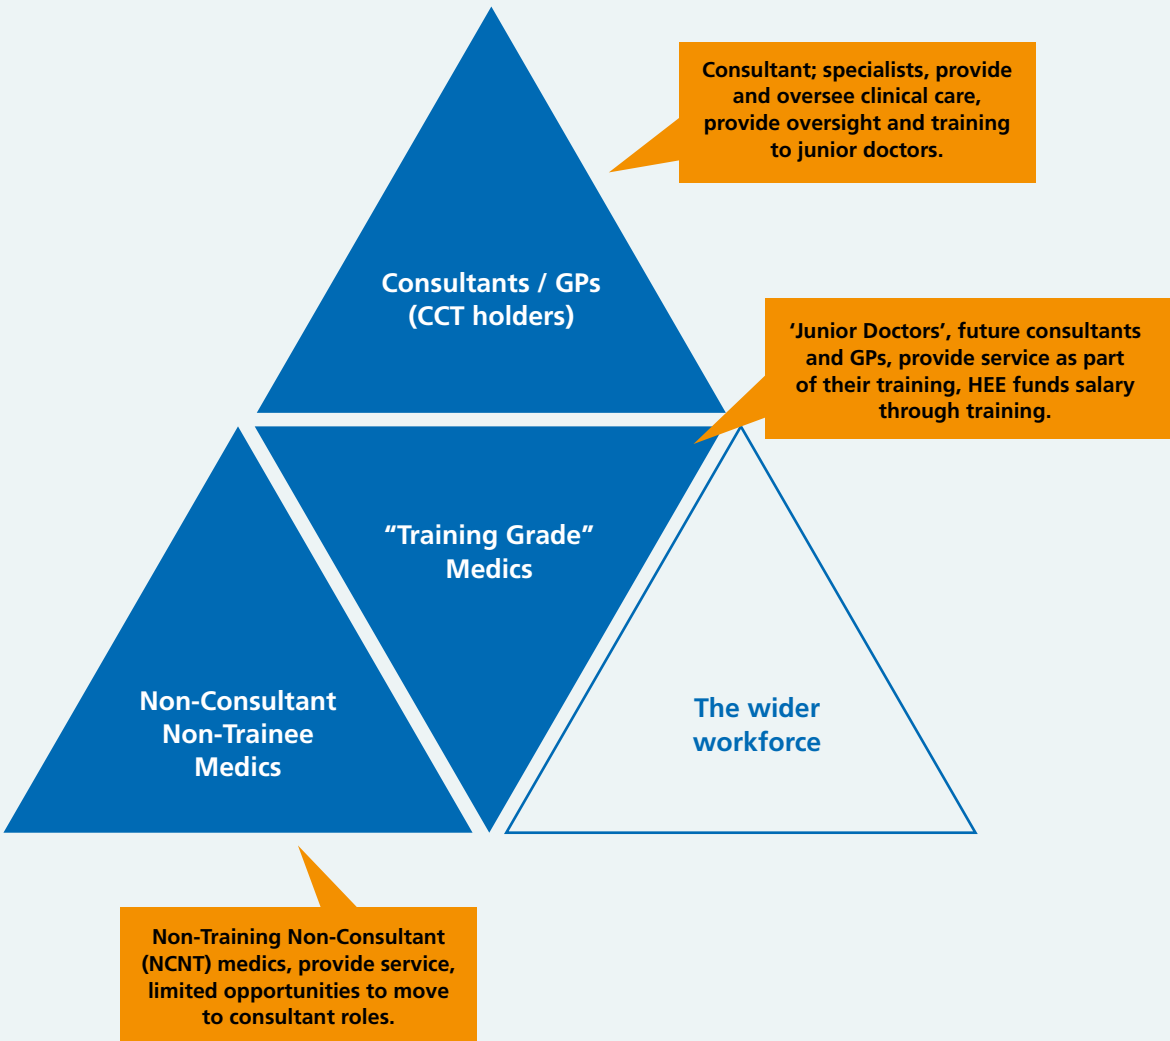 Consultant; specialists, provide
and oversee clinical care,
provide oversight and training
to junior doctors.
Consultants / GPs
(CCT holders)
‘Junior Doctors’, future consultants
and GPs, provide service as part
of their training, HEE funds salary
through training.
“Training Grade”
Medics
Non-Consultant
Non-Trainee
Medics
The wider
workforce
Non-Training Non-Consultant
(NCNT) medics, provide service,
limited opportunities to move
to consultant roles.